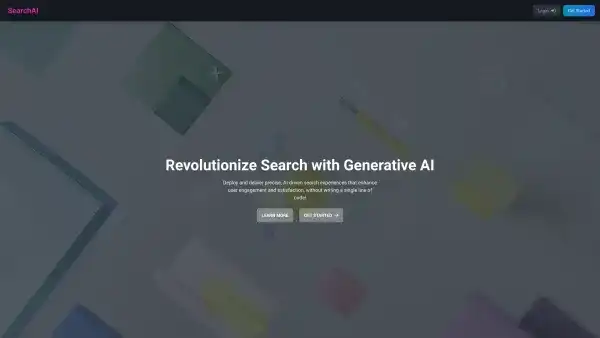 SearchAI
Login
Get Started
Revolutionize Search with Generative AI
Deploy and deliver precise, AI-driven search experiences that enhance
user engagement and satisfaction, without writing a single line of
code!
LEARN MORE
GET STARTED